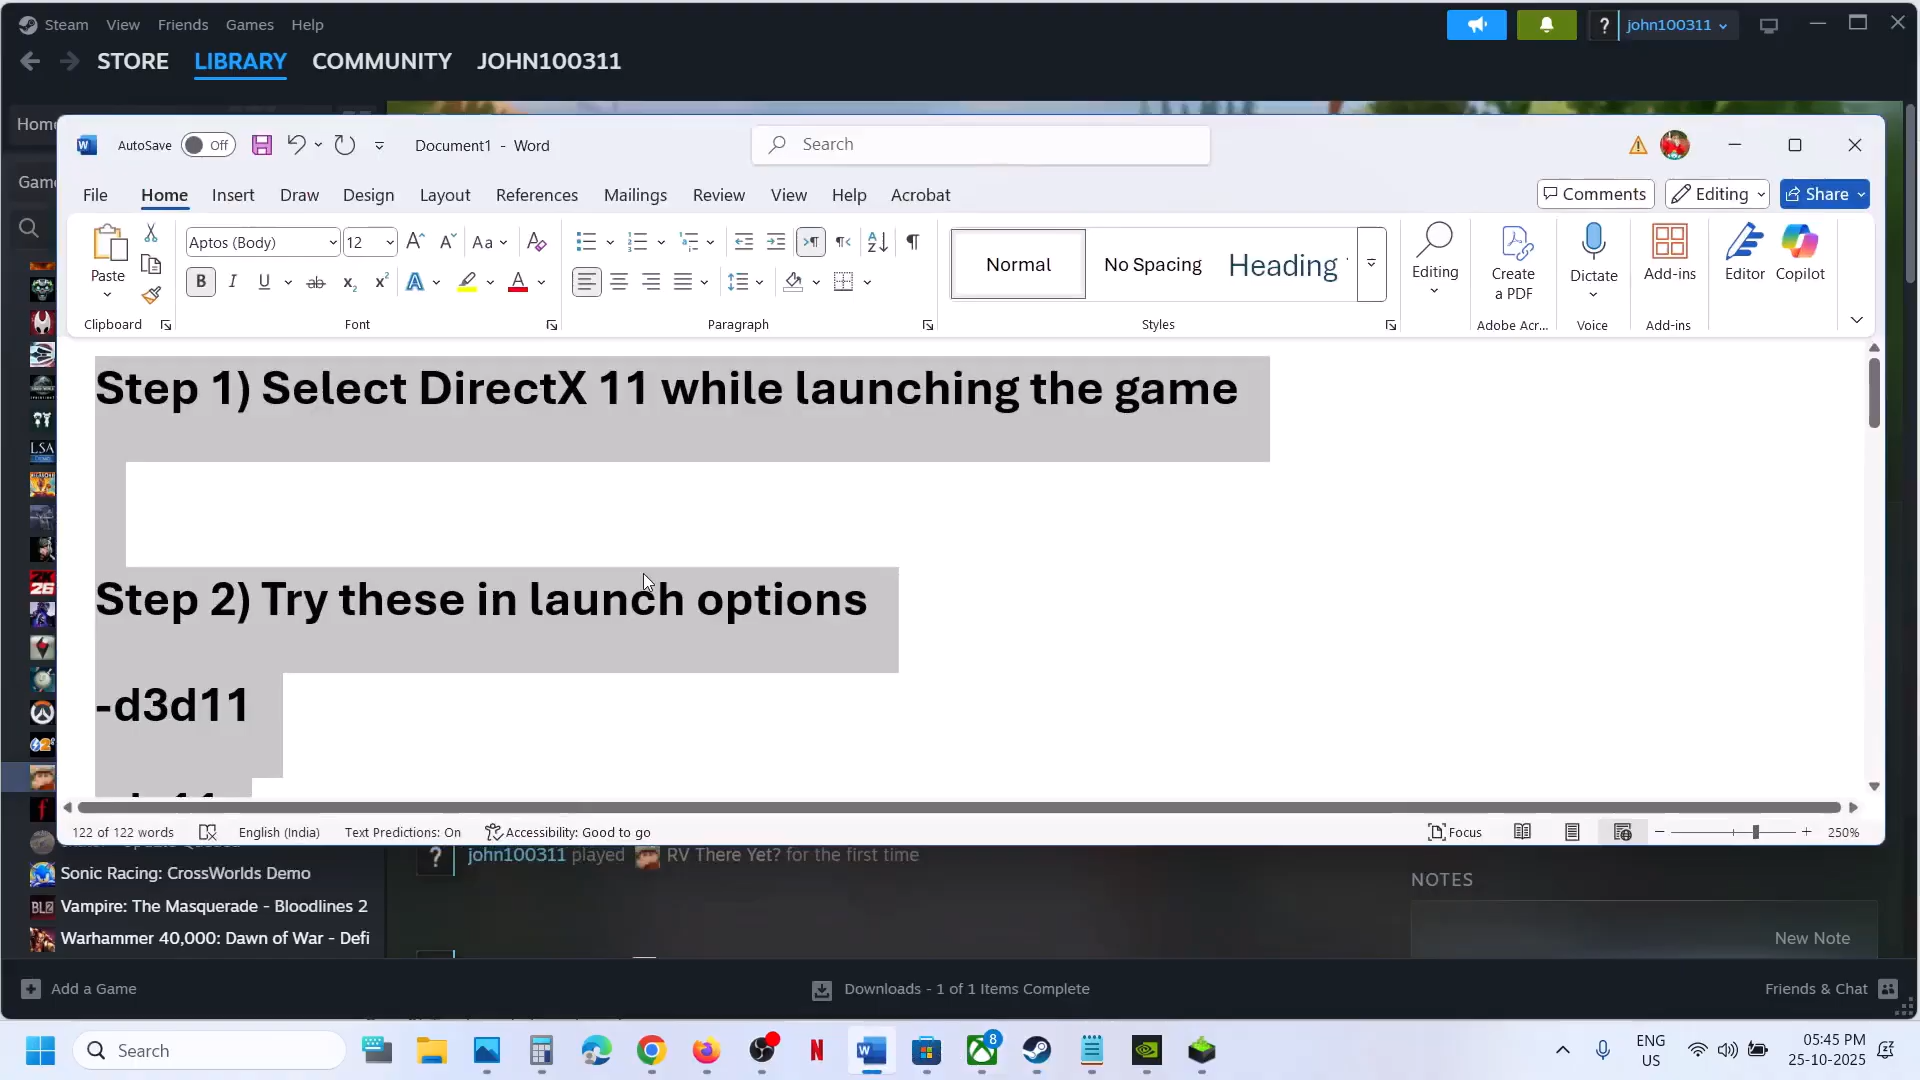 Steam View Friends Games Help
john100311
STORE LIBRARY COMMUNITY JOHN100311
Home
AutoSave Off Document1 - Word Search
Game
File Home Insert Draw Design Layout References Mailings Review View Help Acrobat Comments Editing Share
Paste Aptos (Body) 12 Normal No Spacing Heading Editing Create a PDF Dictate Add-ins Editor Copilot
Clipboard Font Paragraph Styles Adobe Acr... Voice Add-ins
Step 1) Select DirectX 11 while launching the game
Step 2) Try these in launch options
-d3d11
122 of 122 words English (India) Text Predictions: On Accessibility: Good to go Focus 250%
john100311 played RV There Yet? for the first time
Sonic Racing: CrossWorlds Demo
NOTES
Vampire: The Masquerade - Bloodlines 2
Warhammer 40,000: Dawn of War - Defi
New Note
Add a Game Downloads - 1 of 1 Items Complete Friends & Chat
Search 8 ENG US 05:45 PM 25-10-2025